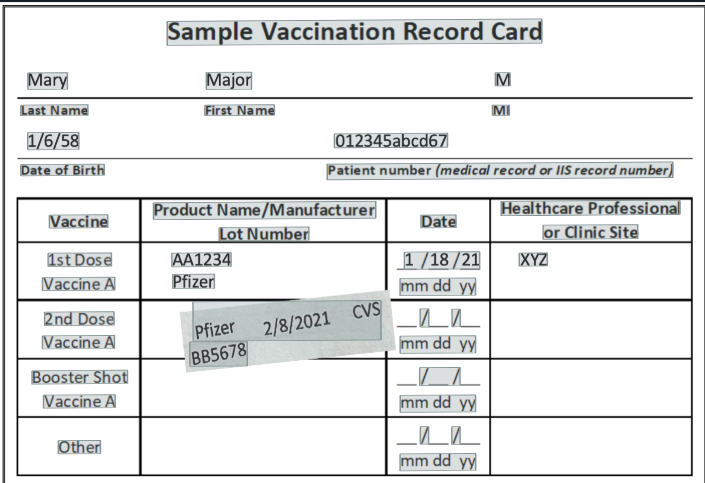 Sample Vaccination Record Card
Mary Major M
Last Name First Name MI
1/6/58 012345abcd67
Date of Birth Patient number (medical record or IIS record number)
Vaccine Product Name/Manufacturer Lot Number Date Healthcare Professional or Clinic Site
1st Dose AA1234 1 /18 /21 XYZ
Vaccine A Pfizer mm dd yy
2nd Dose Pfizer 2/8/2021 CVS __/__/__
Vaccine A BB5678 mm dd yy
Booster Shot __/__/__
Vaccine A mm dd yy
Other __/__/__
mm dd yy